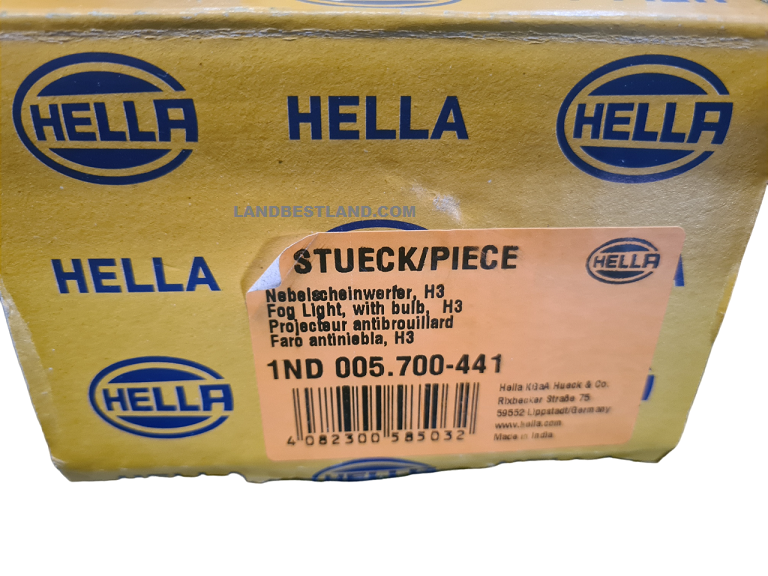 HELLA
HELLA
HELLA
LANDBESTLAND.COM
HELLA
STUECK/PIECE
HELLA
Nebelscheinwerfer, H3
Fog Light, with bulb, H3
Projecteur antibrouillard
Faro antiniebla, H3
1ND 005.700-441
HELLA
4 082300 585032
Hella KGaA Hueck & Co.
Rixbecker Straße 75
59552 Lippstadt/Germany
www.hella.com
Made in India
HELLA